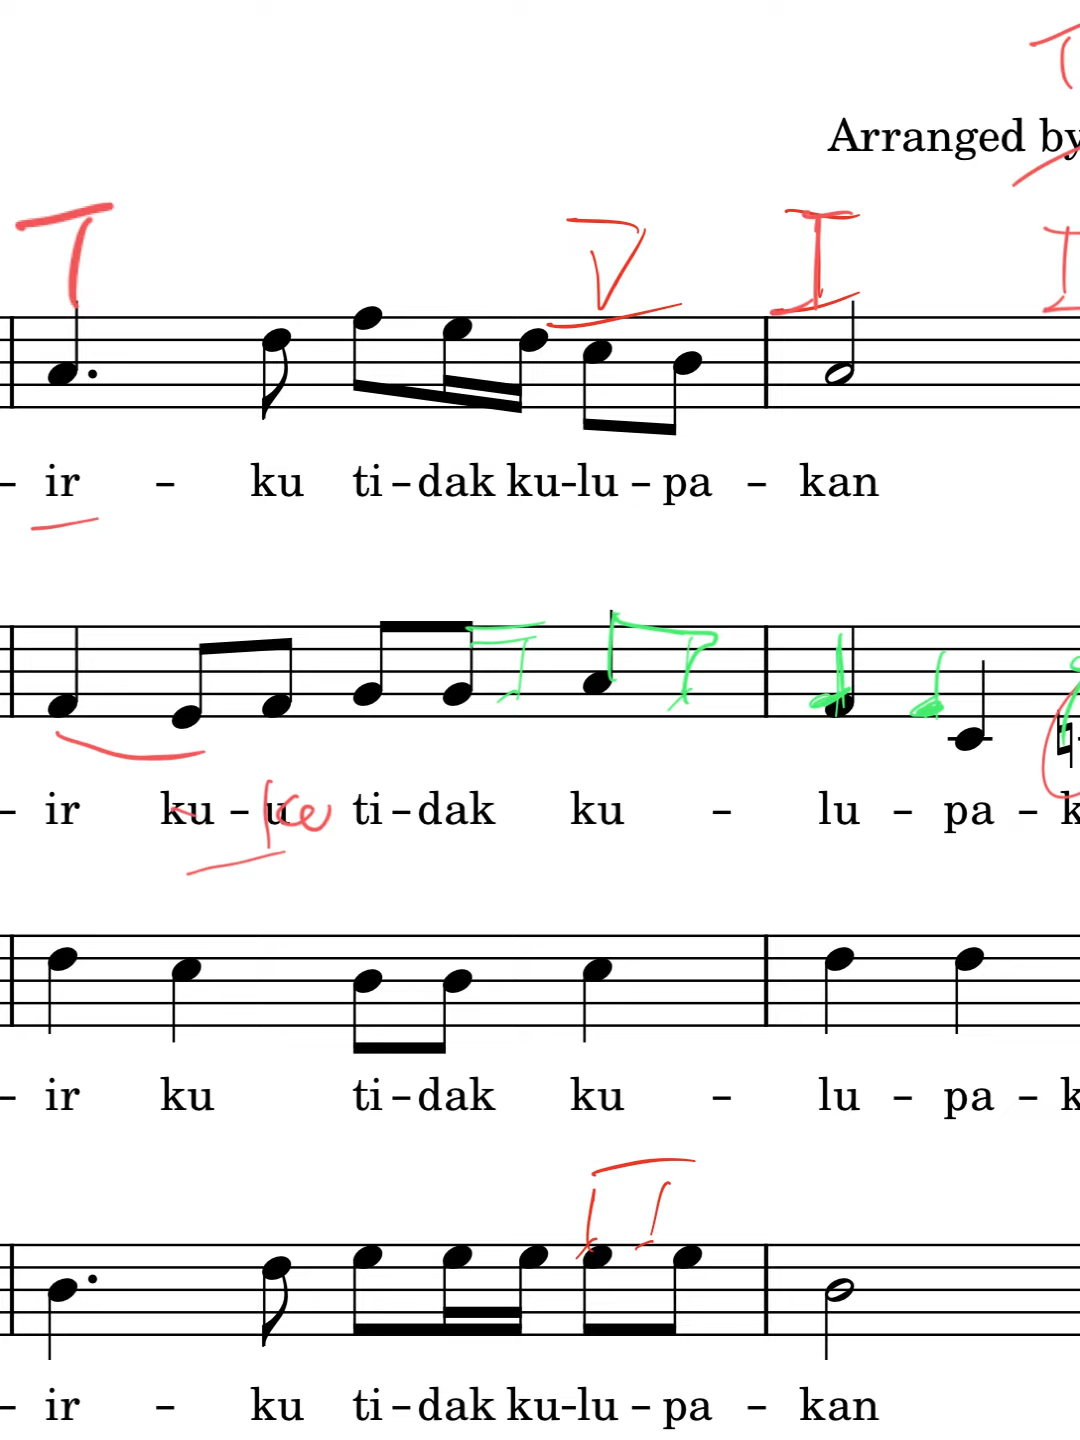 T
Arranged by
T V I I
- ir - ku ti - dak ku - lu - pa - kan
- ir ku - u ti - dak ku - lu - pa - k
ke
- ir ku ti - dak ku - lu - pa - k
- ir - ku ti - dak ku - lu - pa - kan